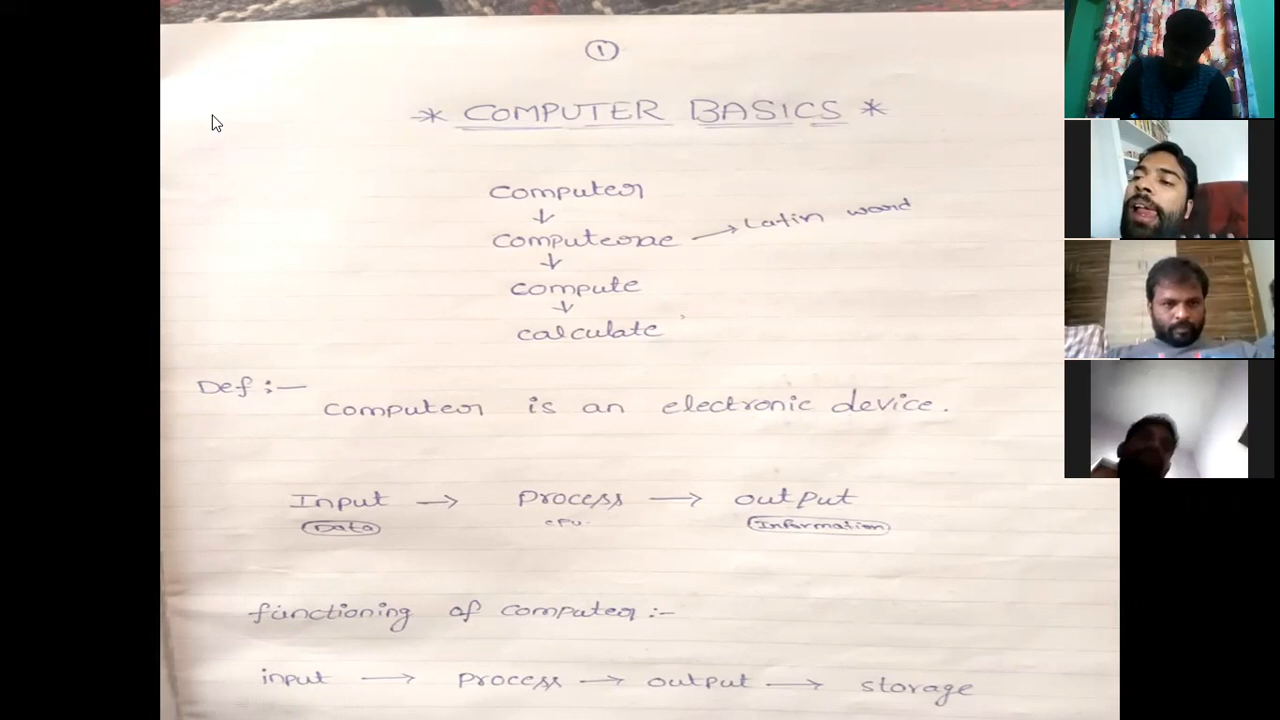 1
* COMPUTER BASICS *
Computer
↓
Computerae → Latin word
↓
compute
↓
calculate
Def :-
computer is an electronic device.
Input → process → output
Data cpu. Information
functioning of computer :-
input → process → output → storage